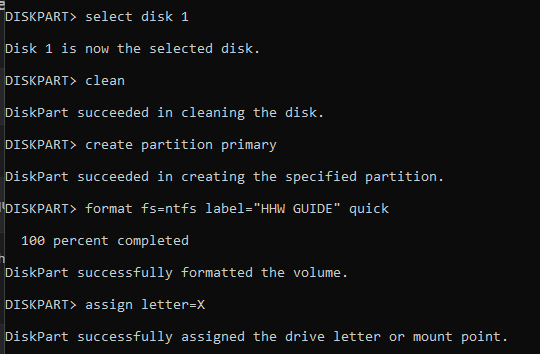 DISKPART> select disk 1
Disk 1 is now the selected disk.
DISKPART> clean
DiskPart succeeded in cleaning the disk.
DISKPART> create partition primary
DiskPart succeeded in creating the specified partition.
DISKPART> format fs=ntfs label="HHW GUIDE" quick
100 percent completed
DiskPart successfully formatted the volume.
DISKPART> assign letter=X
DiskPart successfully assigned the drive letter or mount point.